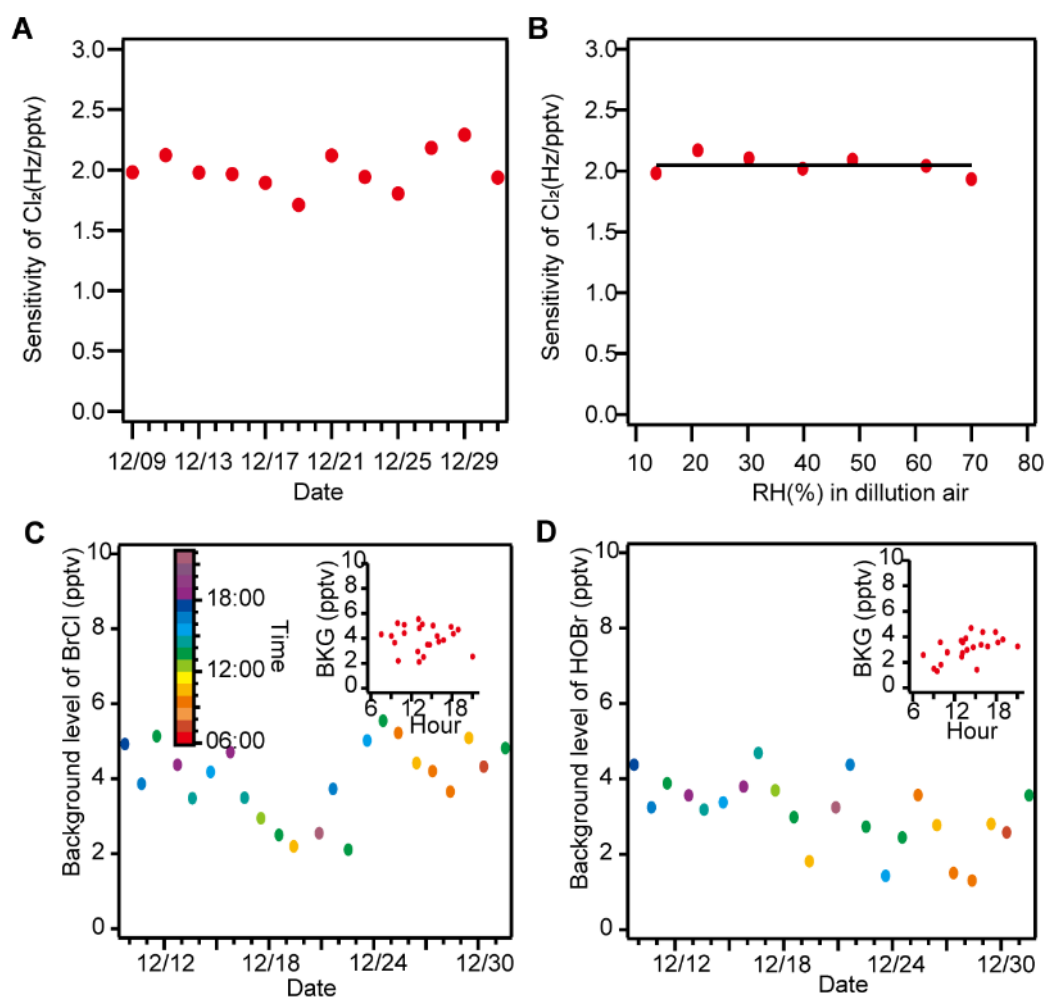 A
3.0
2.5
2.0
1.5
1.0
0.5
0.0
Sensitivity of Cl₂(Hz/pptv)
12/09 12/13 12/17 12/21 12/25 12/29
Date
B
3.0
2.5
2.0
1.5
1.0
0.5
0.0
Sensitivity of Cl₂(Hz/pptv)
10 20 30 40 50 60 70 80
RH(%) in dillution air
C
10
8
6
4
2
0
Background level of BrCl (pptv)
18:00
12:00
06:00
Time
10
8
6
4
2
0
BKG (pptv)
6 12 18
Hour
12/12 12/18 12/24 12/30
Date
D
10
8
6
4
2
0
Background level of HOBr (pptv)
10
8
6
4
2
0
BKG (pptv)
6 12 18
Hour
12/12 12/18 12/24 12/30
Date